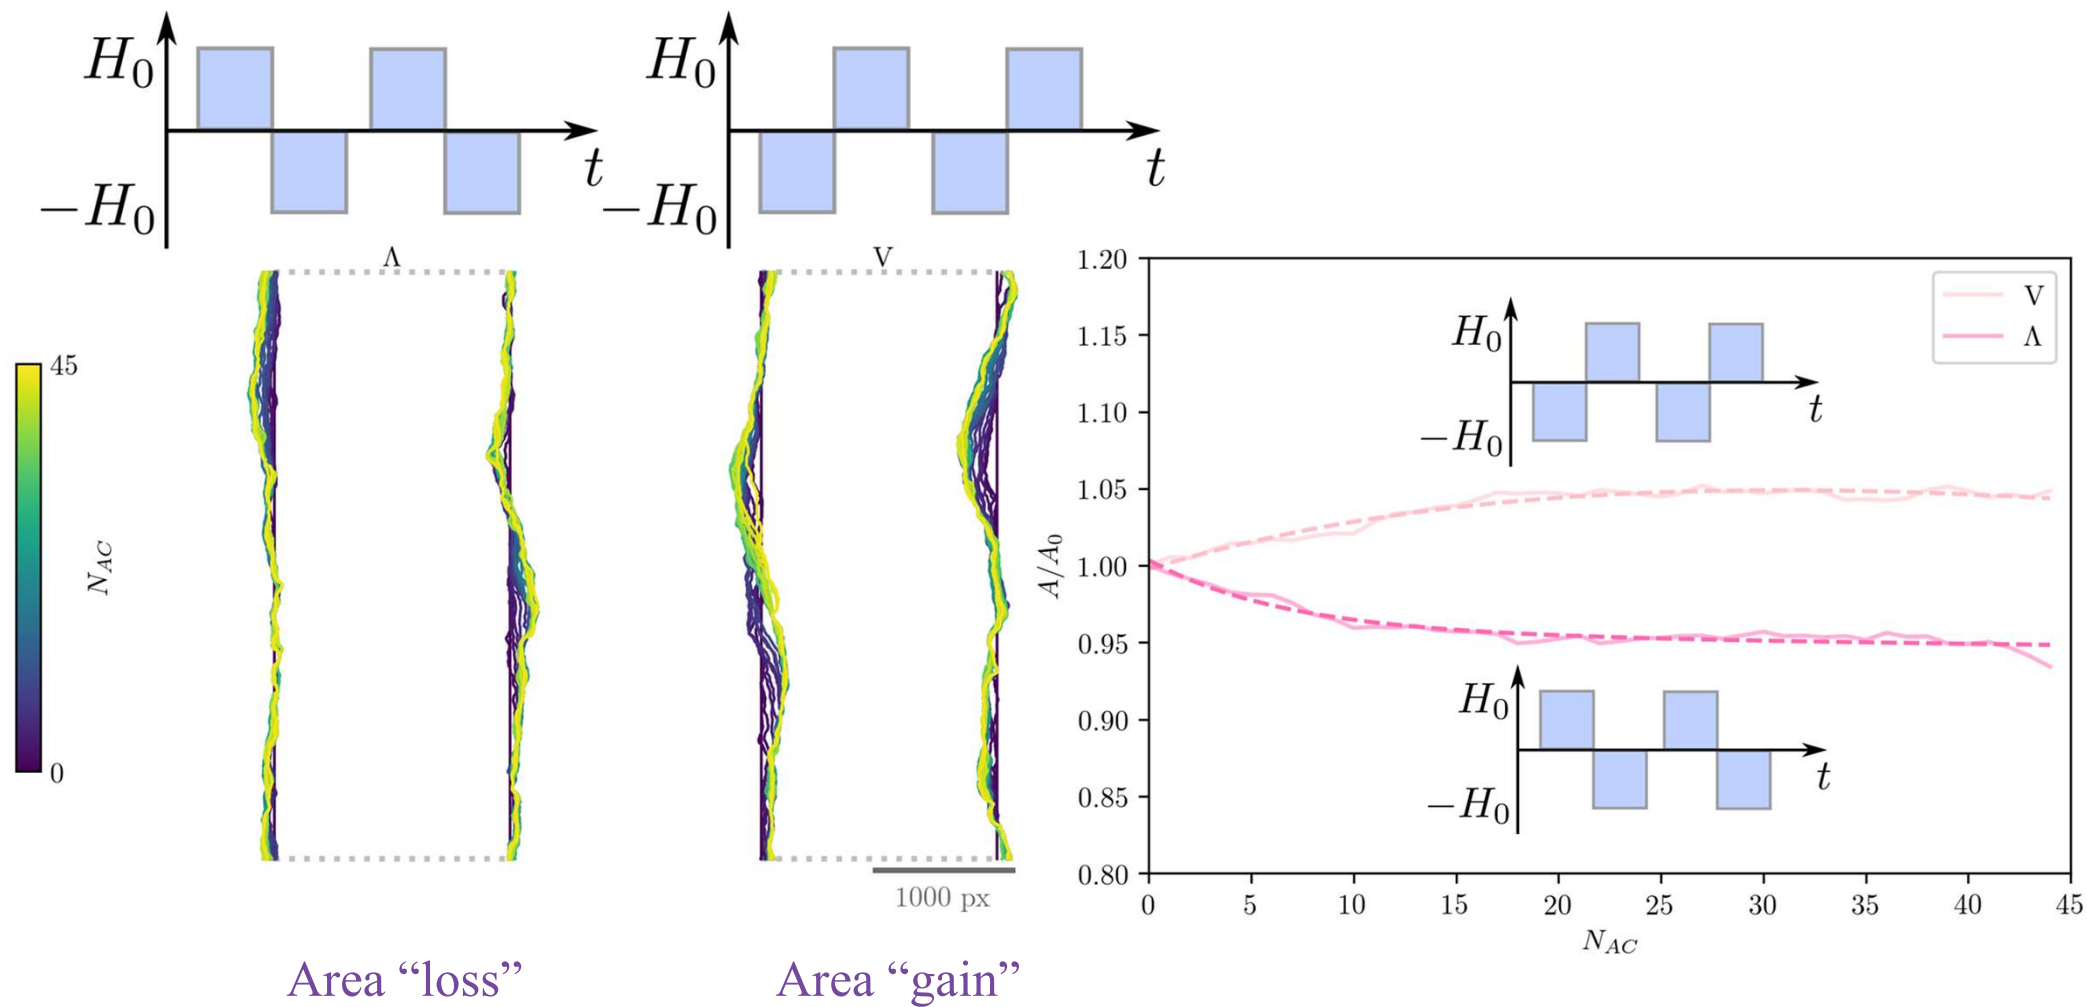 H₀
−H₀
t
H₀
−H₀
t
Λ
V
45
0
N_AC
1000 px
1.20
1.15
1.10
1.05
1.00
0.95
0.90
0.85
0.80
A/A₀
0 5 10 15 20 25 30 35 40 45
N_AC
V
Λ
H₀
−H₀
t
H₀
−H₀
t
Area “loss”
Area “gain”